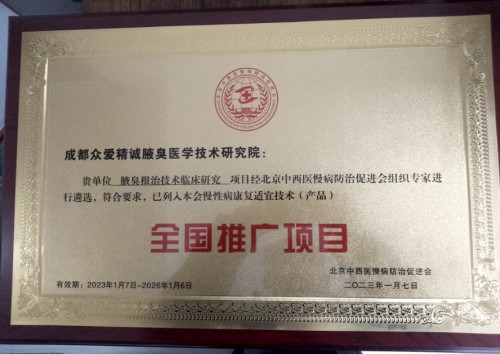 成都众爱精诚腋臭医学技术研究院：
贵单位 腋臭根治技术临床研究 项目经北京中西医慢病防治促进会组织专家进
行遴选，符合要求，已列入本会慢性病康复适宜技术（产品）
全国推广项目
北京中西医慢病防治促进会
有效期：2023年1月7日-2026年1月6日
二〇二三年一月七日